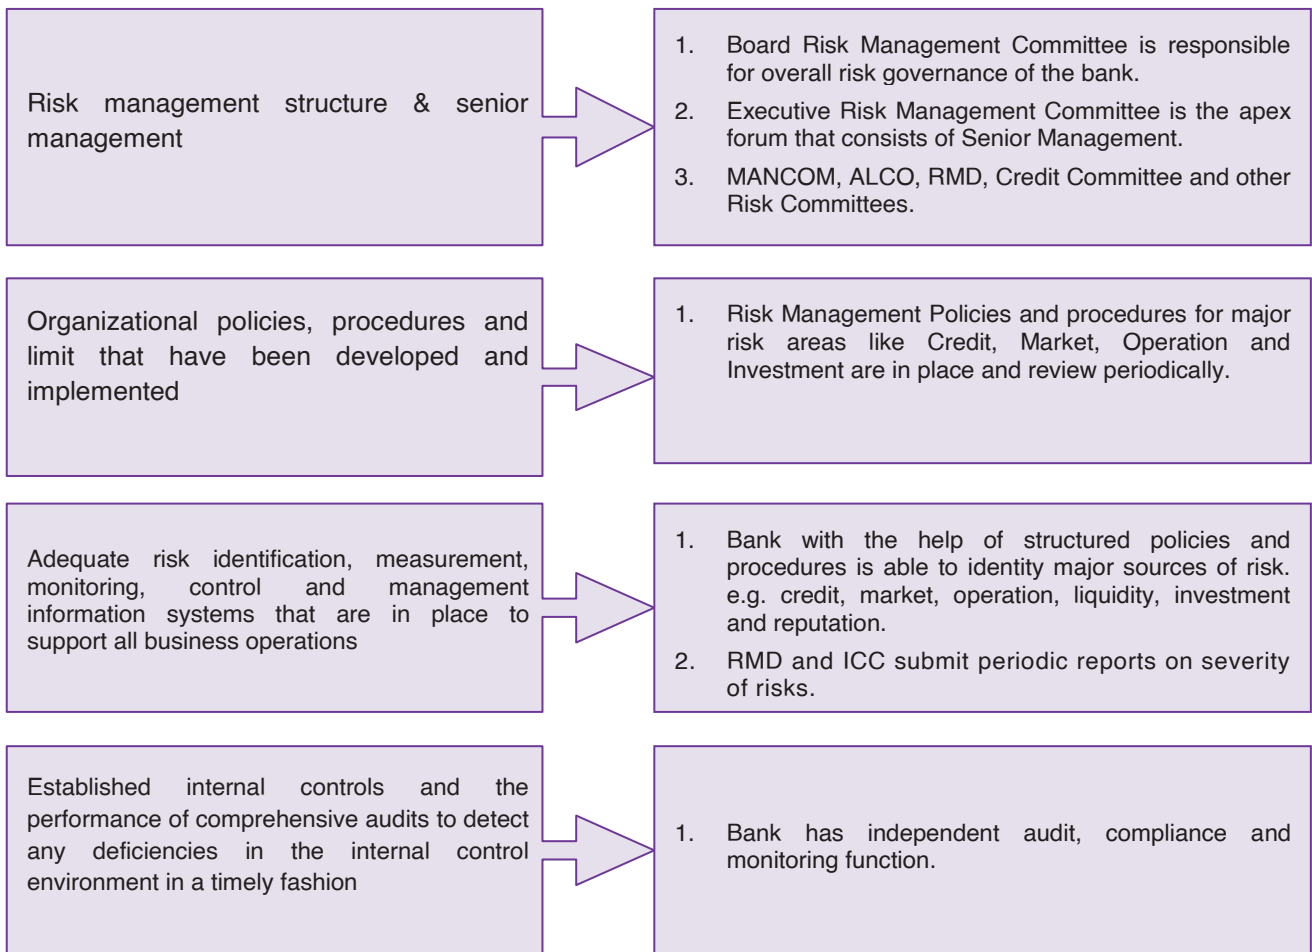 Risk management structure & senior
management
1. Board Risk Management Committee is responsible
for overall risk governance of the bank.
2. Executive Risk Management Committee is the apex
forum that consists of Senior Management.
3. MANCOM, ALCO, RMD, Credit Committee and other
Risk Committees.
Organizational policies, procedures and
limit that have been developed and
implemented
1. Risk Management Policies and procedures for major
risk areas like Credit, Market, Operation and
Investment are in place and review periodically.
Adequate risk identification, measurement,
monitoring, control and management
information systems that are in place to
support all business operations
1. Bank with the help of structured policies and
procedures is able to identity major sources of risk.
e.g. credit, market, operation, liquidity, investment
and reputation.
2. RMD and ICC submit periodic reports on severity
of risks.
Established internal controls and the
performance of comprehensive audits to detect
any deficiencies in the internal control
environment in a timely fashion
1. Bank has independent audit, compliance and
monitoring function.